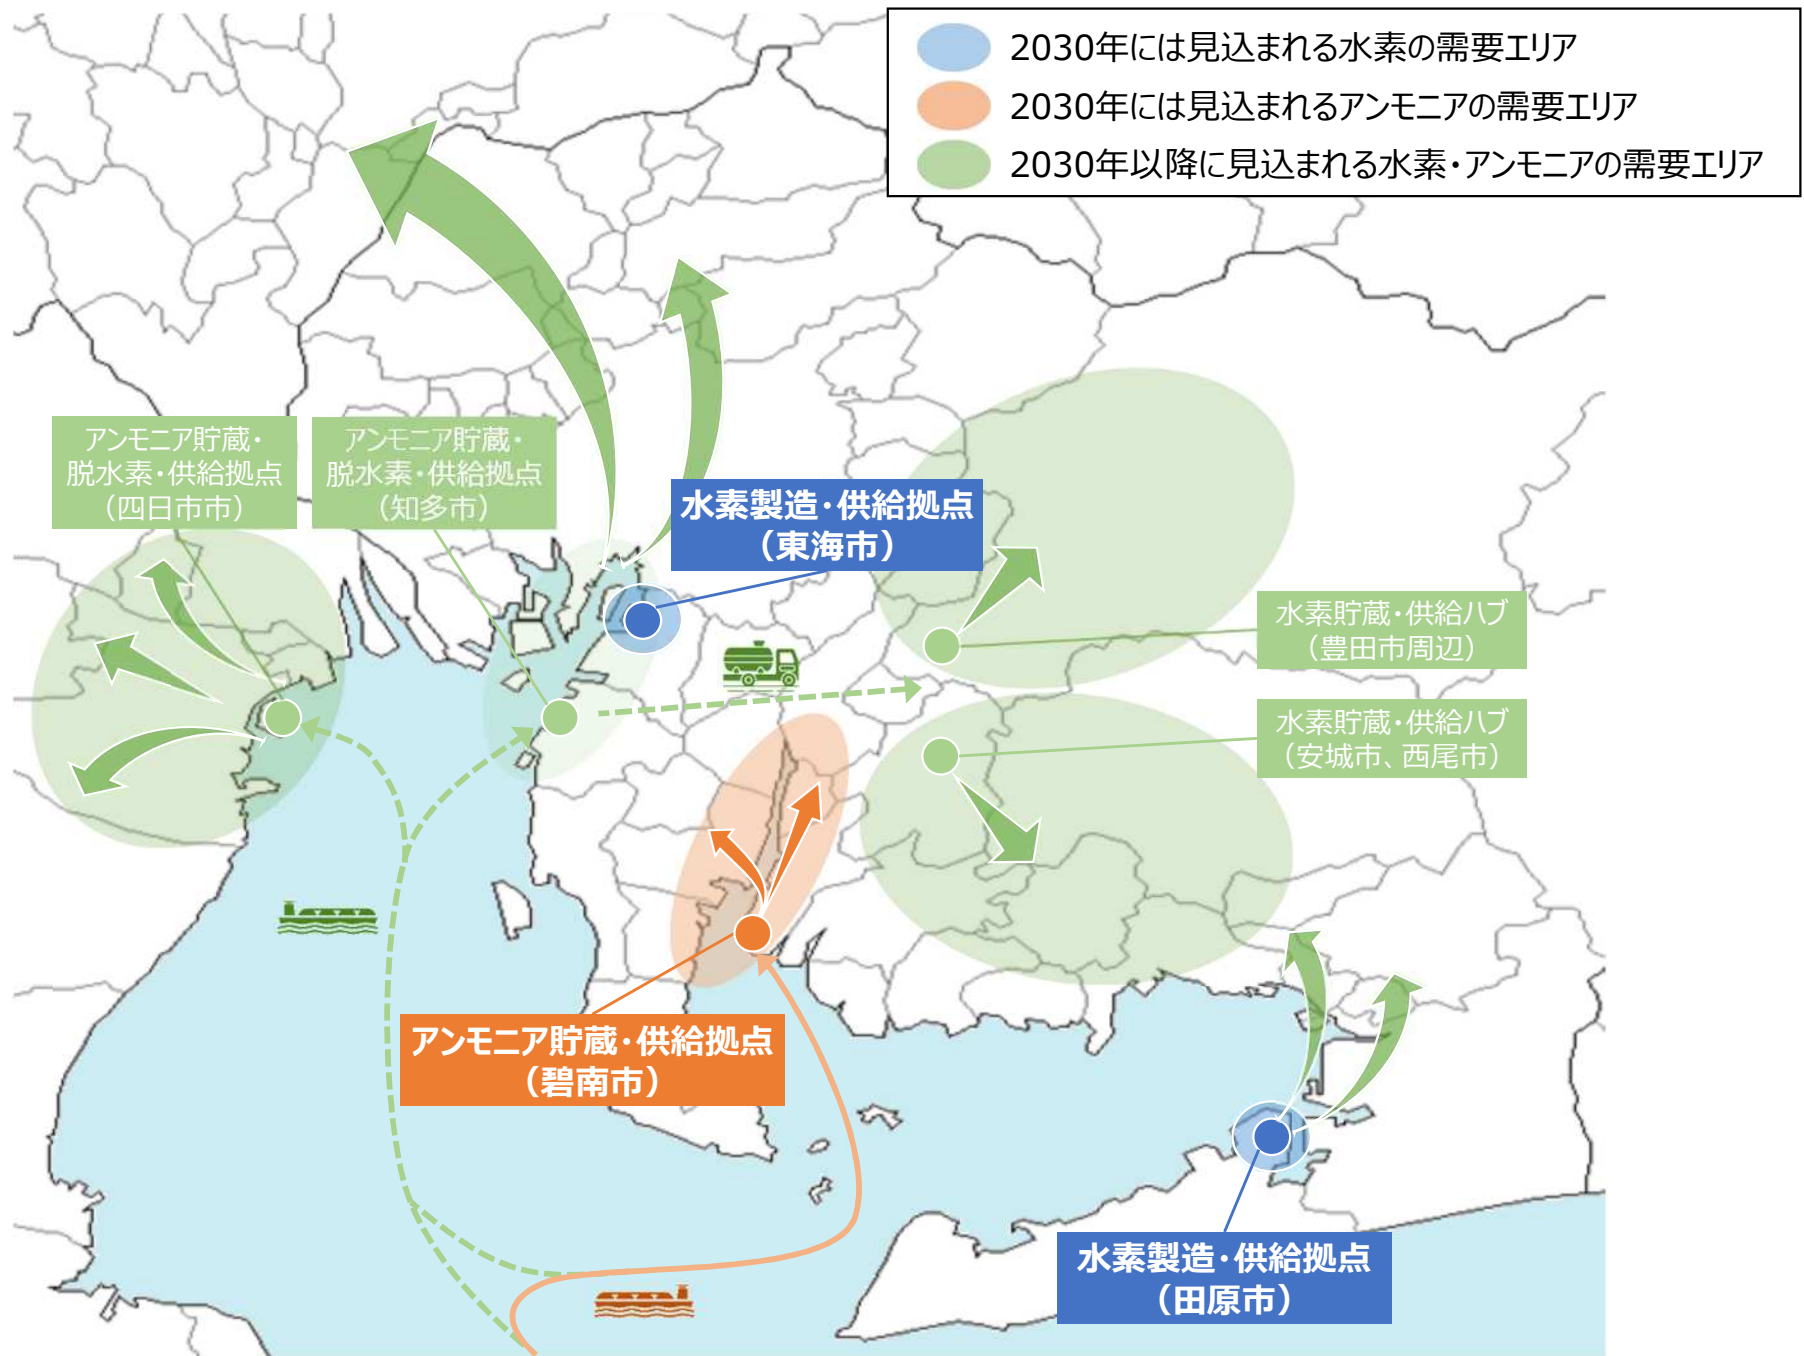 2030年には見込まれる水素の需要エリア
2030年には見込まれるアンモニアの需要エリア
2030年以降に見込まれる水素・アンモニアの需要エリア
アンモニア貯蔵・
脱水素・供給拠点
（四日市市）
アンモニア貯蔵・
脱水素・供給拠点
（知多市）
水素製造・供給拠点
（東海市）
水素貯蔵・供給ハブ
（豊田市周辺）
水素貯蔵・供給ハブ
（安城市、西尾市）
アンモニア貯蔵・供給拠点
（碧南市）
水素製造・供給拠点
（田原市）